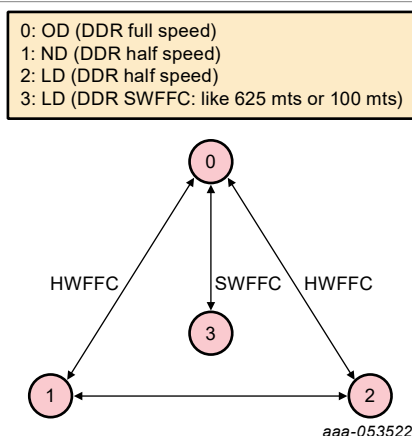 0: OD (DDR full speed)
1: ND (DDR half speed)
2: LD (DDR half speed)
3: LD (DDR SWFFC: like 625 mts or 100 mts)
0
HWFFC
SWFFC
HWFFC
3
1
2
aaa-053522